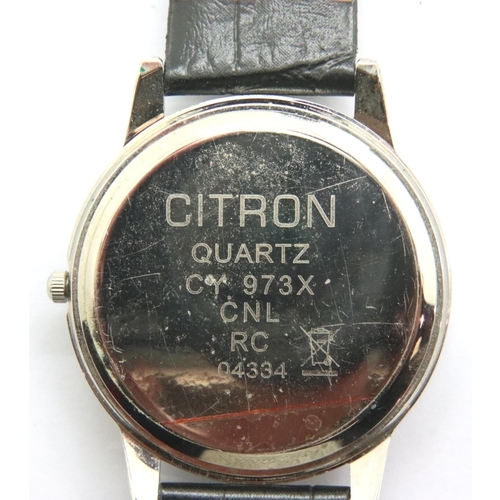 CITRON
QUARTZ
CY 973X
CNL
RC
04334